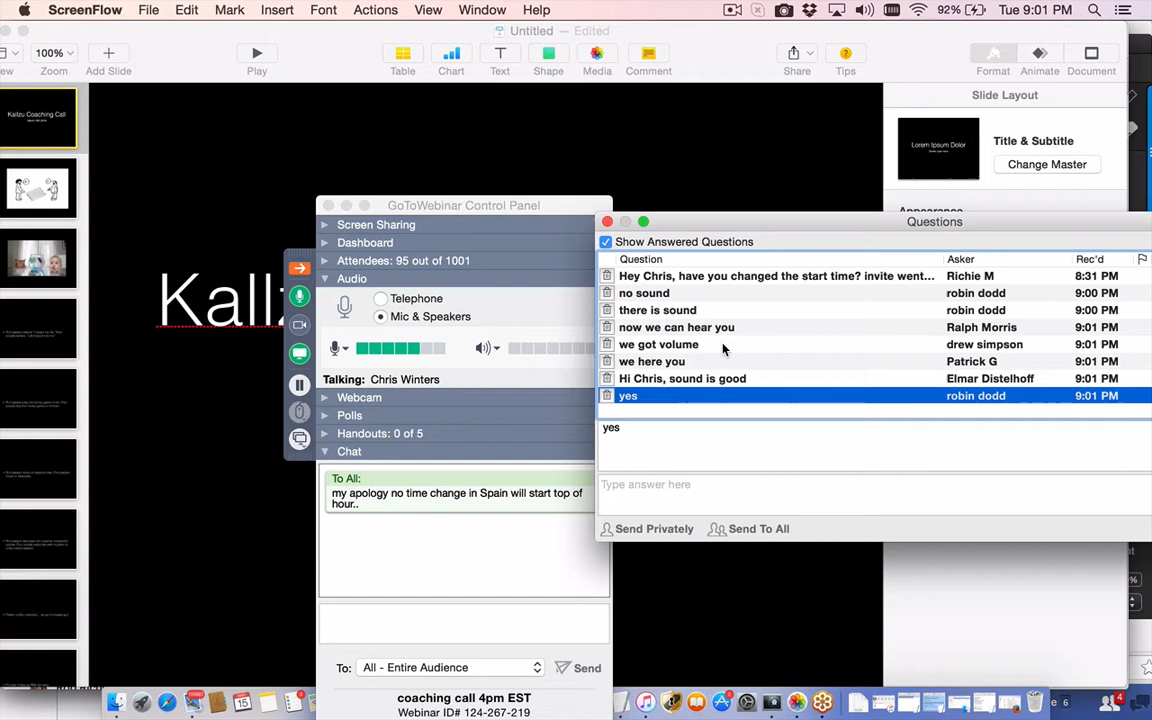 ScreenFlow File Edit Mark Insert Font Actions View Window Help 92% Tue 9:01 PM
Untitled — Edited
100%
Zoom Add Slide Play Table Chart Text Shape Media Comment Share Tips Format Animate Document
Slide Layout
Kallzu Coaching Call
Lorem Ipsum Dolor
Title & Subtitle
Change Master
Appearance
Kallz
GoToWebinar Control Panel
Screen Sharing
Dashboard
Attendees: 95 out of 1001
Audio
Telephone
Mic & Speakers
Talking: Chris Winters
Webcam
Polls
Handouts: 0 of 5
Chat
To All:
my apology no time change in Spain will start top of
hour..
To: All - Entire Audience Send
coaching call 4pm EST
Webinar ID# 124-267-219
Questions
Show Answered Questions
Question Asker Rec'd
Hey Chris, have you changed the start time? invite went... Richie M 8:31 PM
no sound robin dodd 9:00 PM
there is sound robin dodd 9:00 PM
now we can hear you Ralph Morris 9:01 PM
we got volume drew simpson 9:01 PM
we here you Patrick G 9:01 PM
Hi Chris, sound is good Elmar Distelhoff 9:01 PM
yes robin dodd 9:01 PM
yes
Type answer here
Send Privately Send To All
15
3
e 6
4